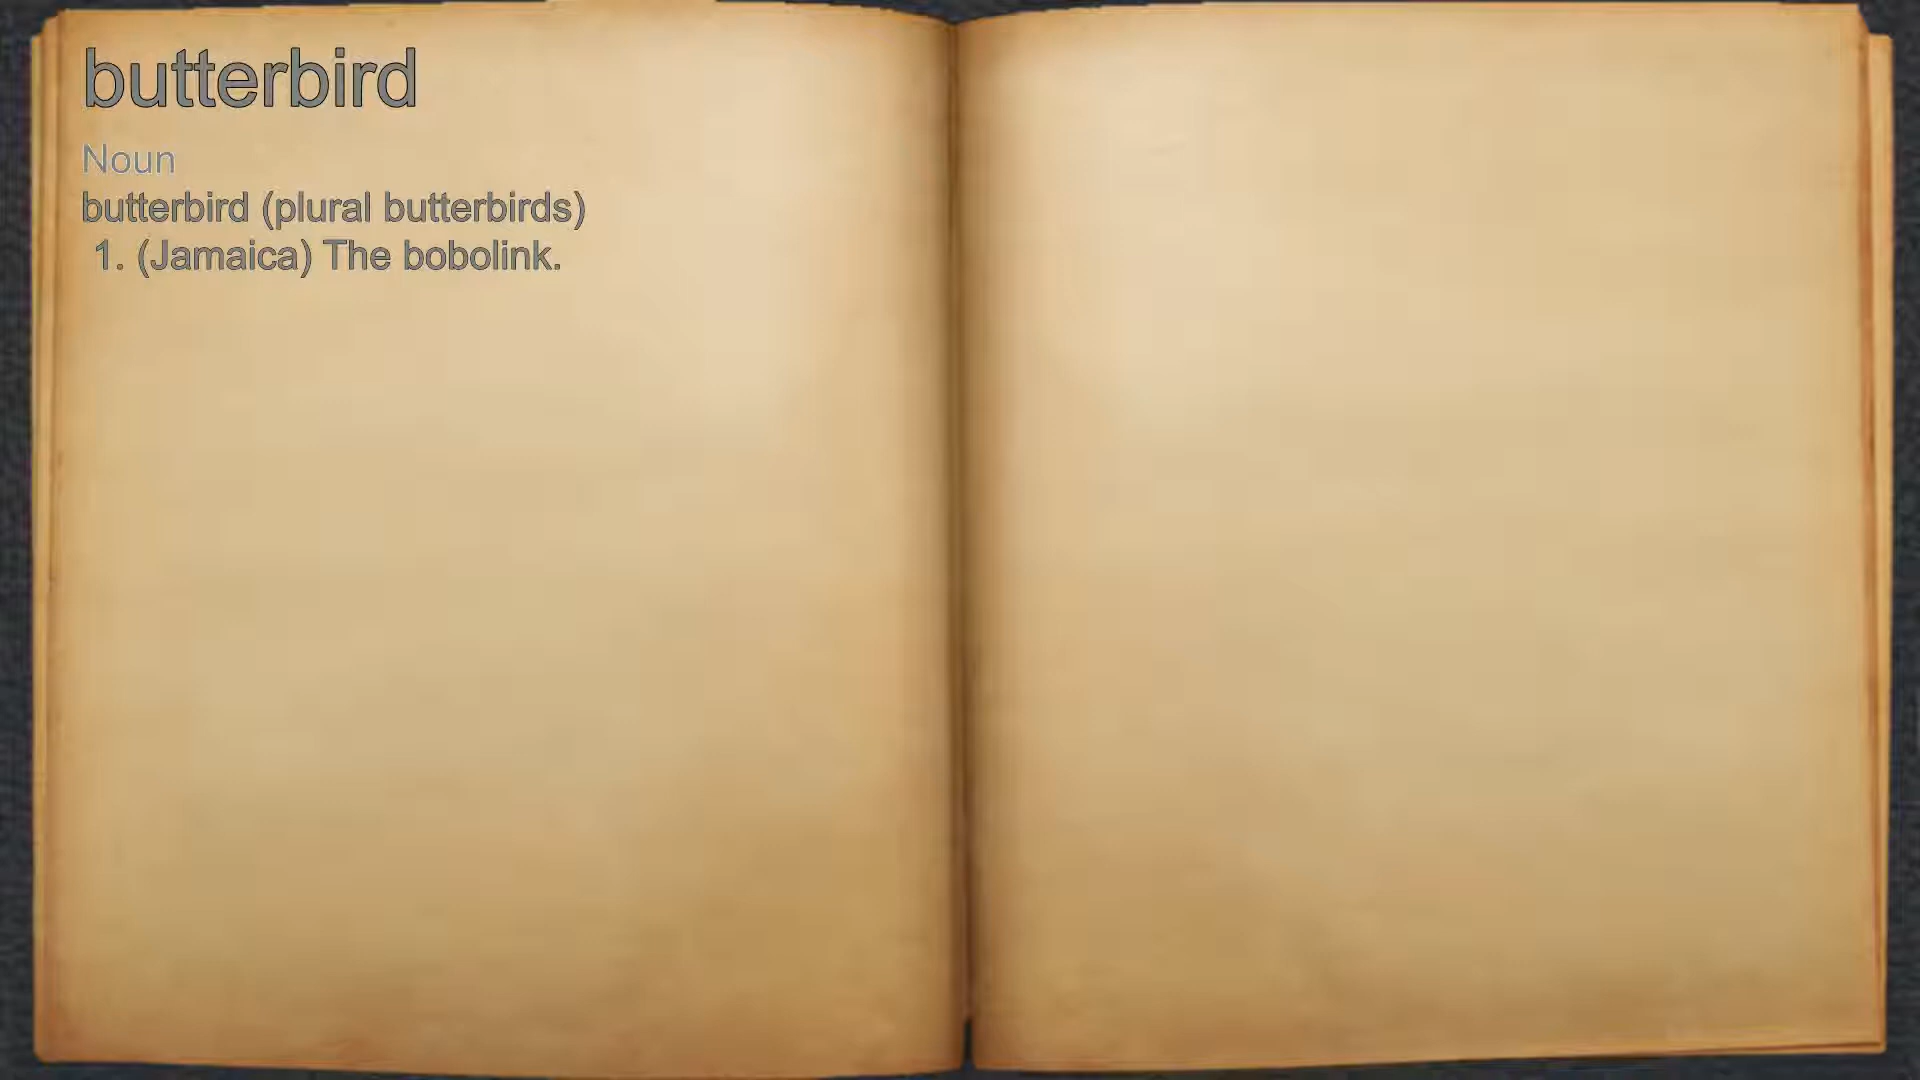 butterbird
Noun
butterbird (plural butterbirds)
1. (Jamaica) The bobolink.